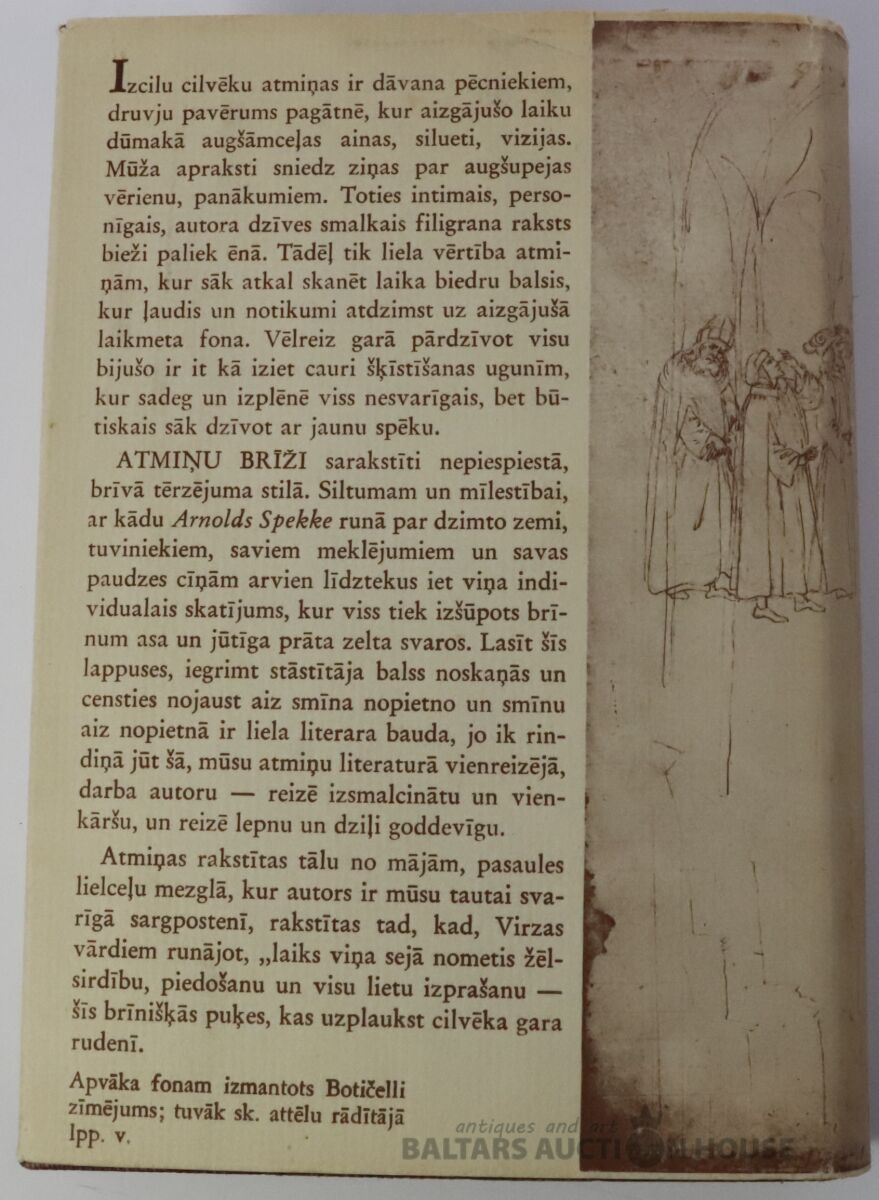 Izcilu cilvēku atmiņas ir dāvana pēcniekiem,
druvju pavērums pagātnē, kur aizgājušo laiku
dūmakā augšāmceļas ainas, silueti, vizijas.
Mūža apraksti sniedz ziņas par augšupejas
vērienu, panākumiem. Toties intimais, perso-
nīgais, autora dzīves smalkais filigrana raksts
bieži paliek ēnā. Tādēļ tik liela vērtība atmi-
ņām, kur sāk atkal skanēt laika biedru balsis,
kur ļaudis un notikumi atdzimst uz aizgājušā
laikmeta fona. Vēlreiz garā pārdzīvot visu
bijušo ir it kā iziet cauri šķīstīšanas ugunīm,
kur sadeg un izplēnē viss nesvarīgais, bet bū-
tiskais sāk dzīvot ar jaunu spēku.
ATMIŅU BRĪŽI sarakstīti nepiespiestā,
brīvā tērzējuma stilā. Siltumam un mīlestībai,
ar kādu Arnolds Spekke runā par dzimto zemi,
tuviniekiem, saviem meklējumiem un savas
paudzes cīņām arvien līdztekus iet viņa indi-
vidualais skatījums, kur viss tiek izšūpots brī-
num asa un jūtīga prāta zelta svaros. Lasīt šīs
lappuses, iegrimt stāstītāja balss noskaņās un
censties nojaust aiz smīna nopietno un smīnu
aiz nopietnā ir liela literara bauda, jo ik rin-
diņā jūt šā, mūsu atmiņu literaturā vienreizējā,
darba autoru — reizē izsmalcinātu un vien-
kāršu, un reizē lepnu un dziļi goddevīgu.
Atmiņas rakstītas tālu no mājām, pasaules
lielceļu mezglā, kur autors ir mūsu tautai sva-
rīgā sargpostenī, rakstītas tad, kad, Virzas
vārdiem runājot, „laiks viņa sejā nometis žēl-
sirdību, piedošanu un visu lietu izprašanu —
šīs brīnišķās puķes, kas uzplaukst cilvēka gara
rudenī.
Apvāka fonam izmantots Botičelli
zīmējums; tuvāk sk. attēlu rādītājā
lpp. v.
antiques and art
BALTARS AUCTION HOUSE